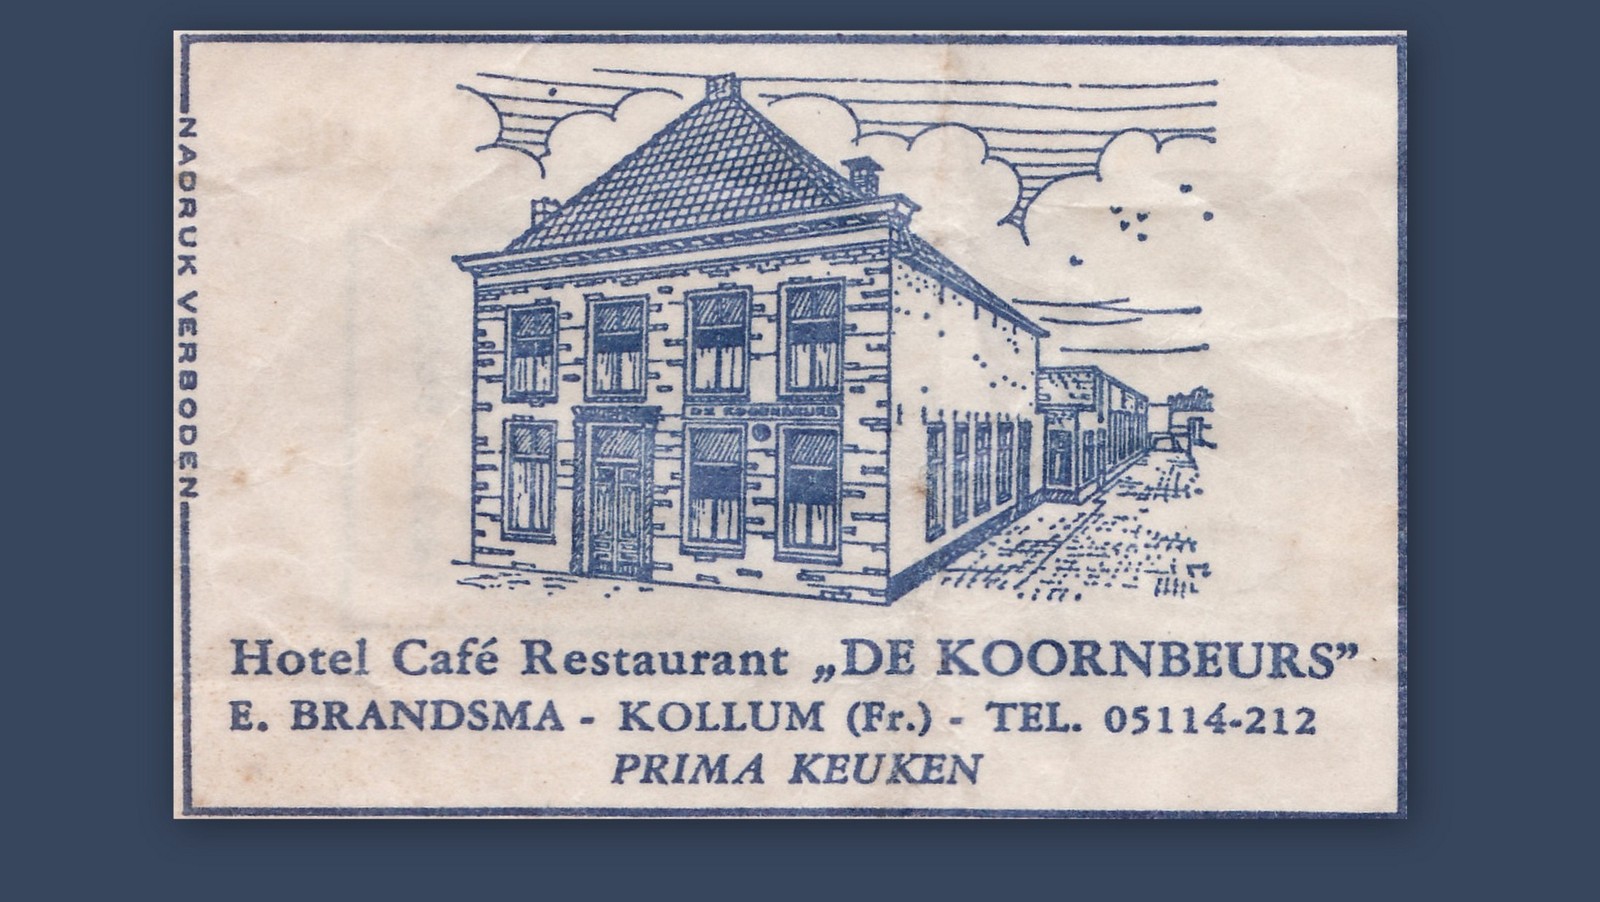 NADRUK VERBODEN
DE KOORNBEURS
Hotel Café Restaurant „DE KOORNBEURS”
E. BRANDSMA - KOLLUM (Fr.) - TEL. 05114-212
PRIMA KEUKEN